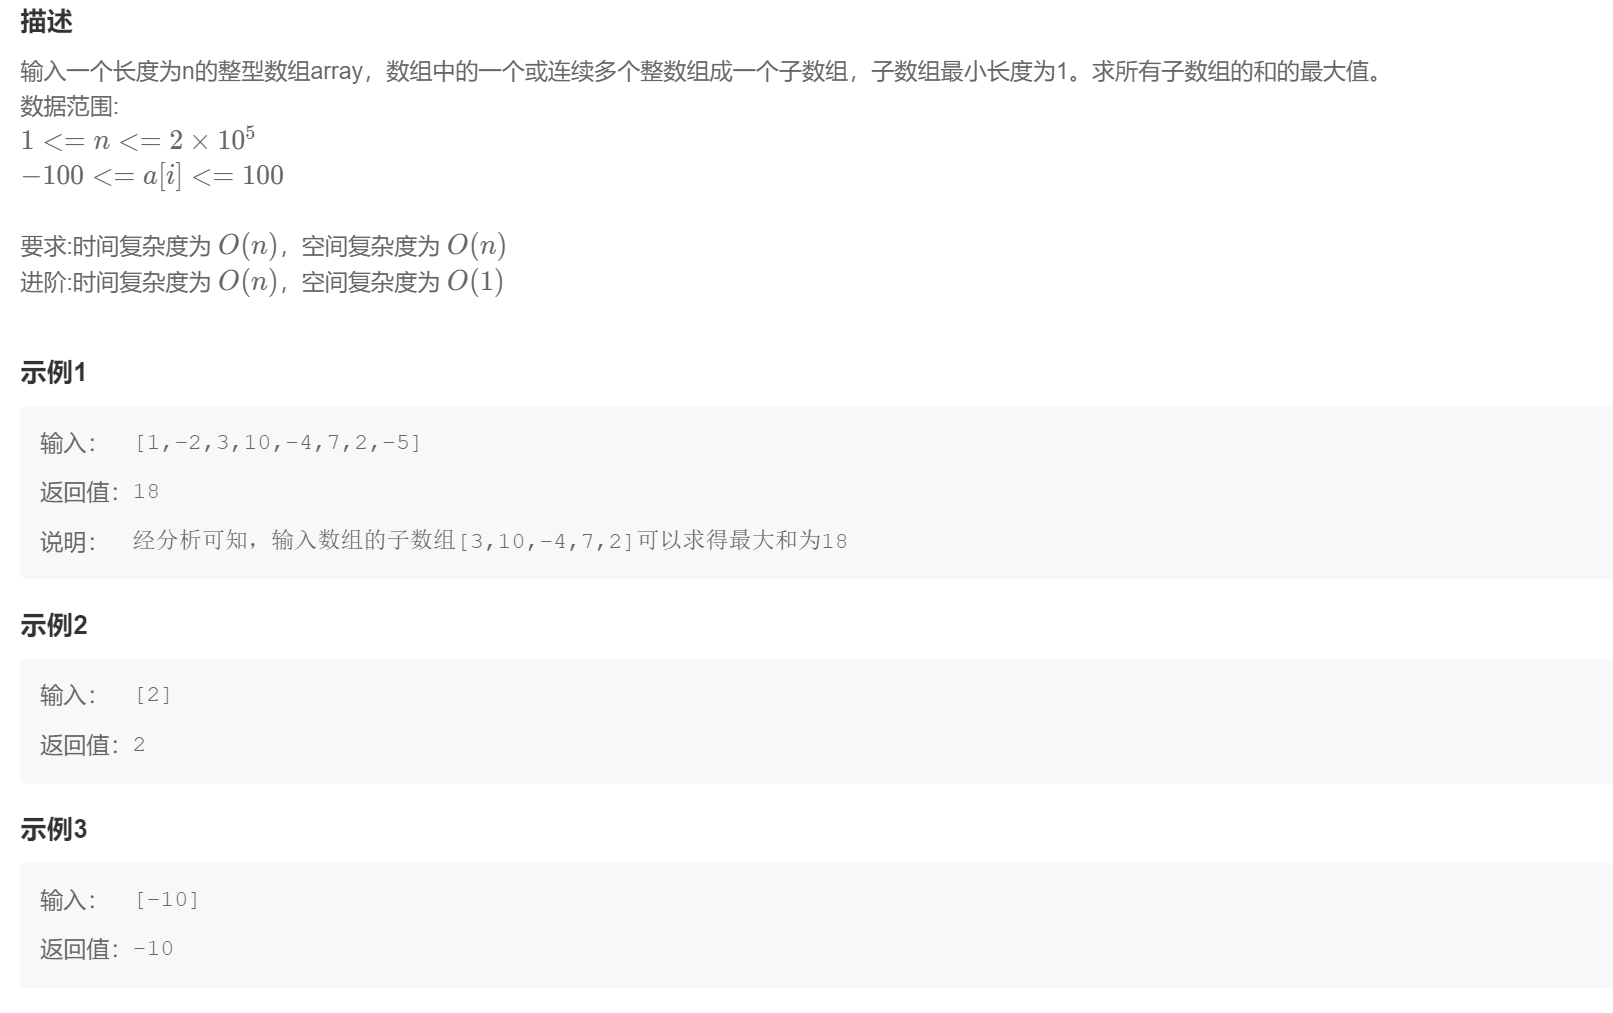 描述
输入一个长度为n的整型数组array，数组中的一个或连续多个整数组成一个子数组，子数组最小长度为1。求所有子数组的和的最大值。
数据范围:
1 <= n <= 2 × 10^5
−100 <= a[i] <= 100
要求:时间复杂度为 O(n)，空间复杂度为 O(n)
进阶:时间复杂度为 O(n)，空间复杂度为 O(1)
示例1
输入： [1,-2,3,10,-4,7,2,-5]
返回值：18
说明： 经分析可知，输入数组的子数组[3,10,-4,7,2]可以求得最大和为18
示例2
输入： [2]
返回值：2
示例3
输入： [-10]
返回值：-10